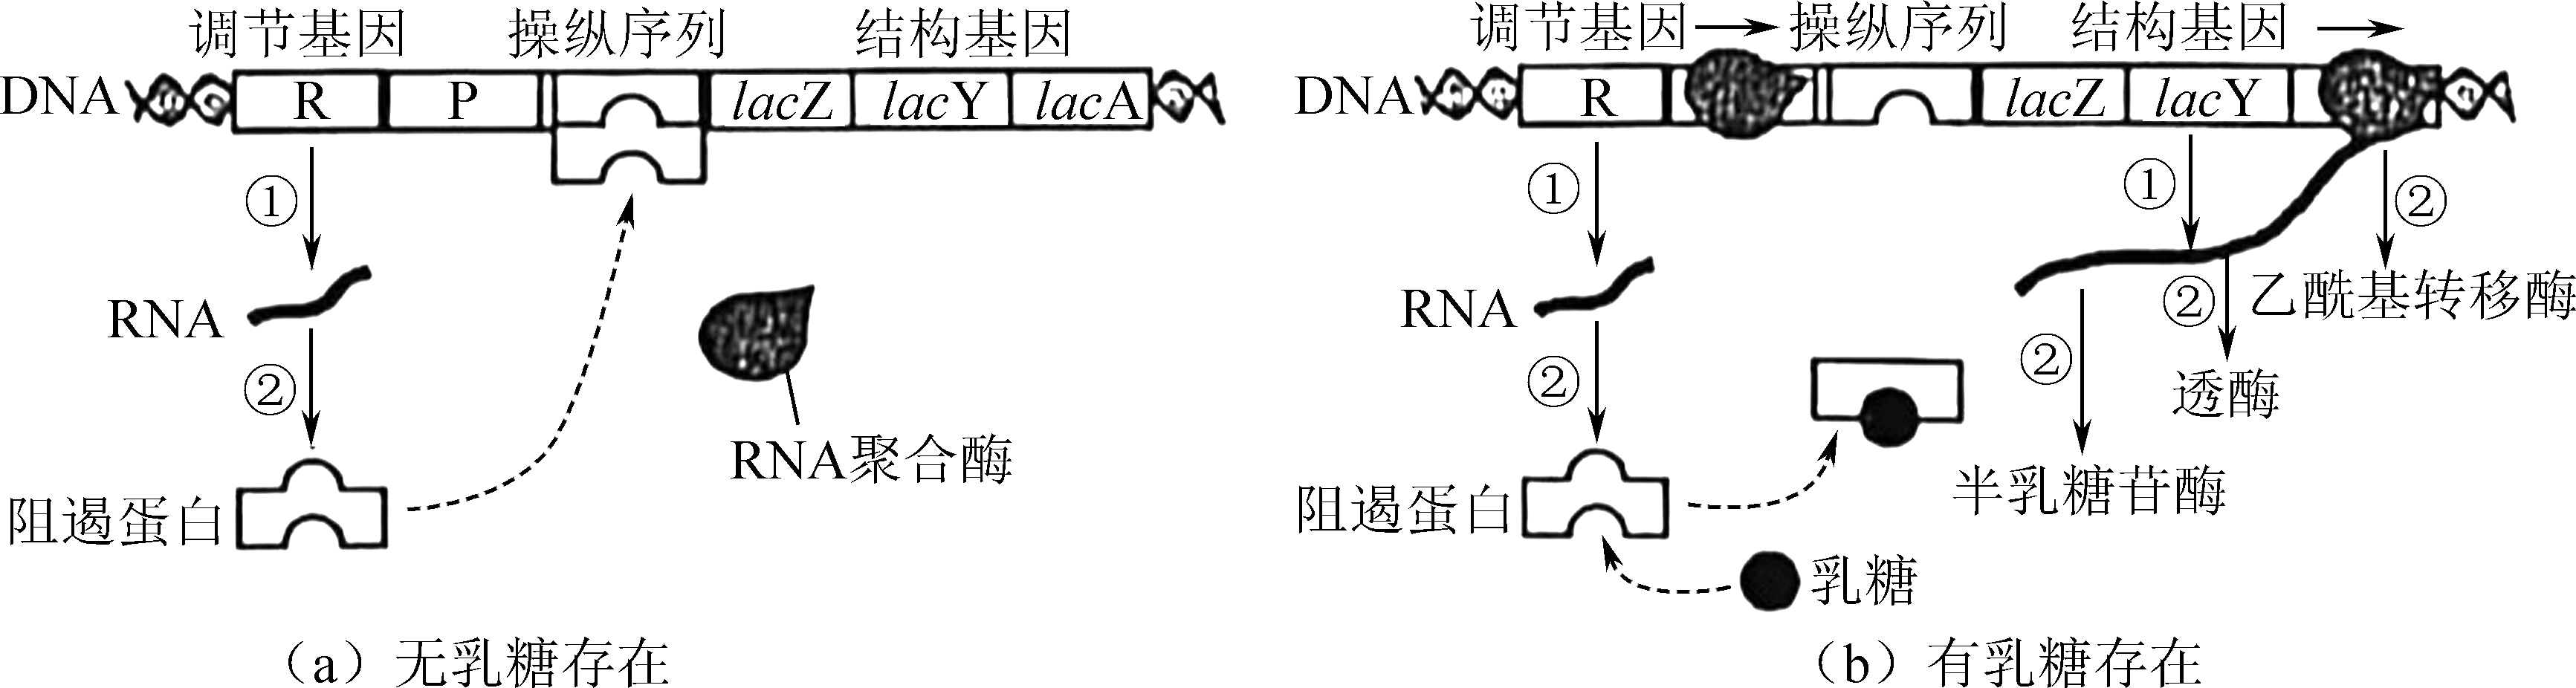 调节基因 操纵序列 结构基因
DNA R P lacZ lacY lacA
①
RNA
②
RNA聚合酶
阻遏蛋白
(a)无乳糖存在
调节基因 操纵序列 结构基因
DNA R lacZ lacY
① ① ②
RNA ② 乙酰基转移酶
② ② 透酶
半乳糖苷酶
阻遏蛋白
乳糖
(b)有乳糖存在